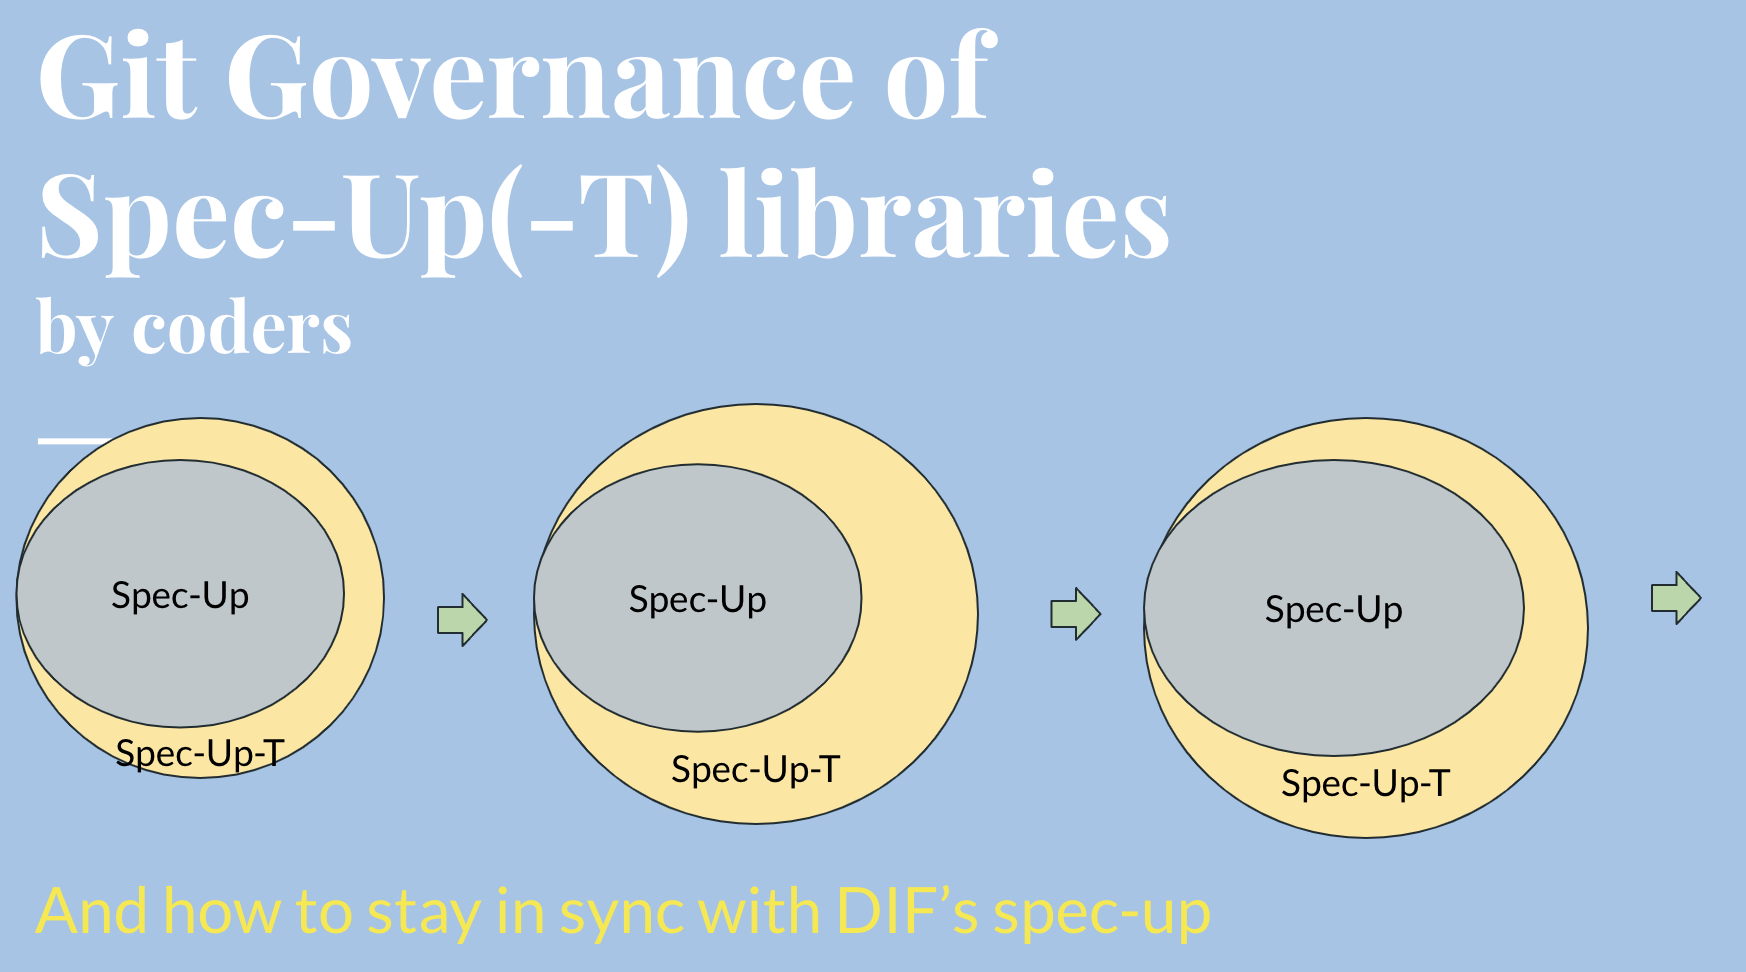 Git Governance of
Spec-Up(-T) libraries
by coders
Spec-Up
Spec-Up-T
Spec-Up
Spec-Up-T
Spec-Up
Spec-Up-T
And how to stay in sync with DIF’s spec-up